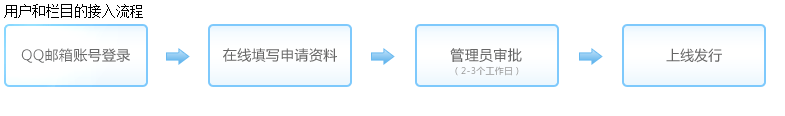 用户和栏目的接入流程
QQ邮箱账号登录
在线填写申请资料
管理员审批
（2-3个工作日）
上线发行